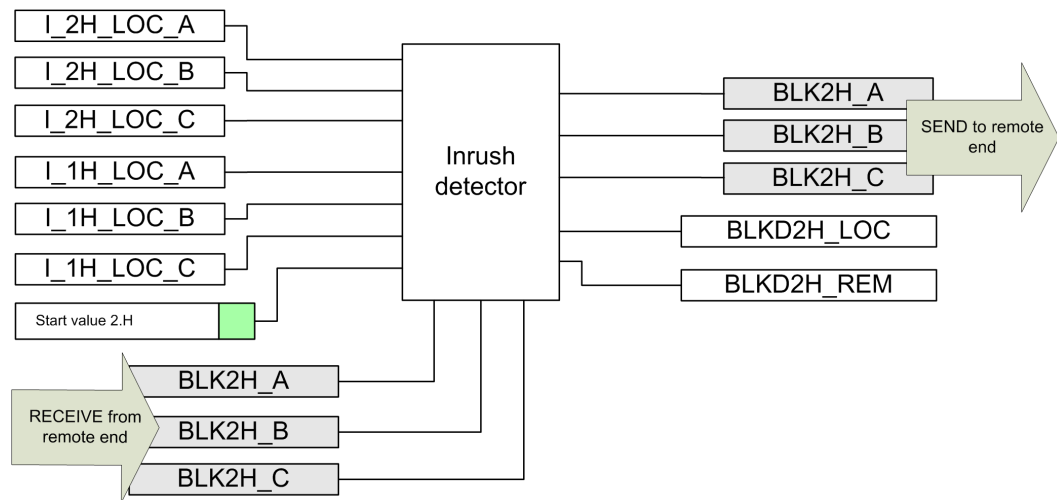 I_2H_LOC_A
I_2H_LOC_B
I_2H_LOC_C
I_1H_LOC_A
I_1H_LOC_B
I_1H_LOC_C
Start value 2.H
RECEIVE from
remote end
BLK2H_A
BLK2H_B
BLK2H_C
Inrush
detector
BLK2H_A
BLK2H_B
BLK2H_C
SEND to remote
end
BLKD2H_LOC
BLKD2H_REM